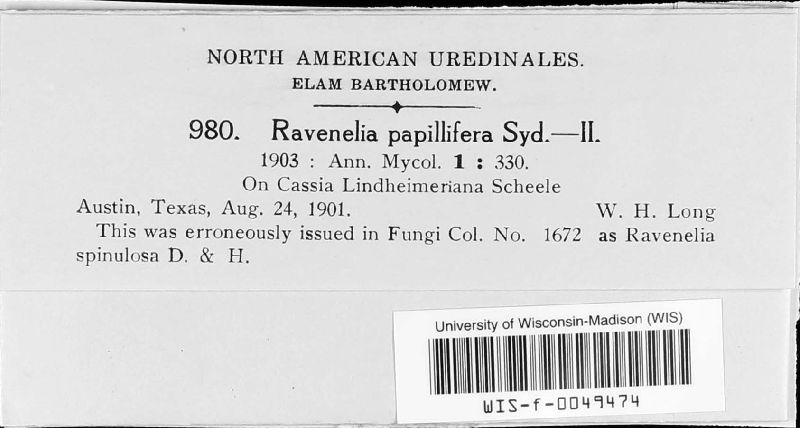 NORTH AMERICAN UREDINALES.
ELAM BARTHOLOMEW.
980. Ravenelia papillifera Syd.—II.
1903 : Ann. Mycol. 1 : 330.
On Cassia Lindheimeriana Scheele
Austin, Texas, Aug. 24, 1901. W. H. Long
This was erroneously issued in Fungi Col. No. 1672 as Ravenelia
spinulosa D. & H.
University of Wisconsin-Madison (WIS)
WIS-f-0049474